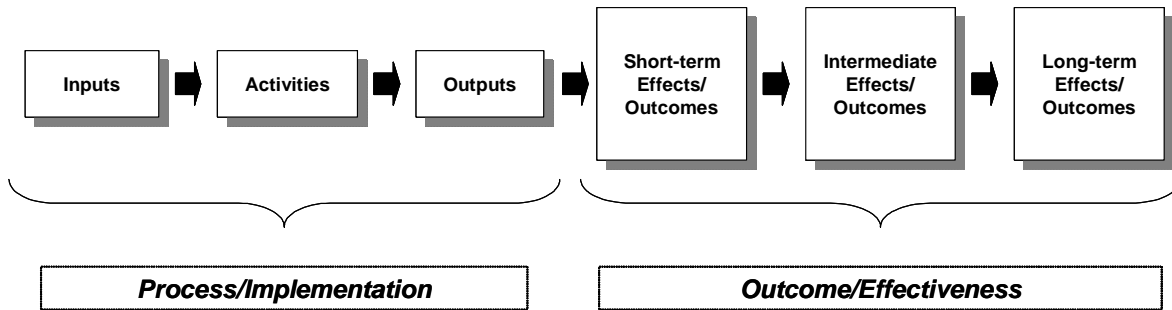 Inputs
Activities
Outputs
Short-term
Effects/
Outcomes
Intermediate
Effects/
Outcomes
Long-term
Effects/
Outcomes
Process/Implementation
Outcome/Effectiveness